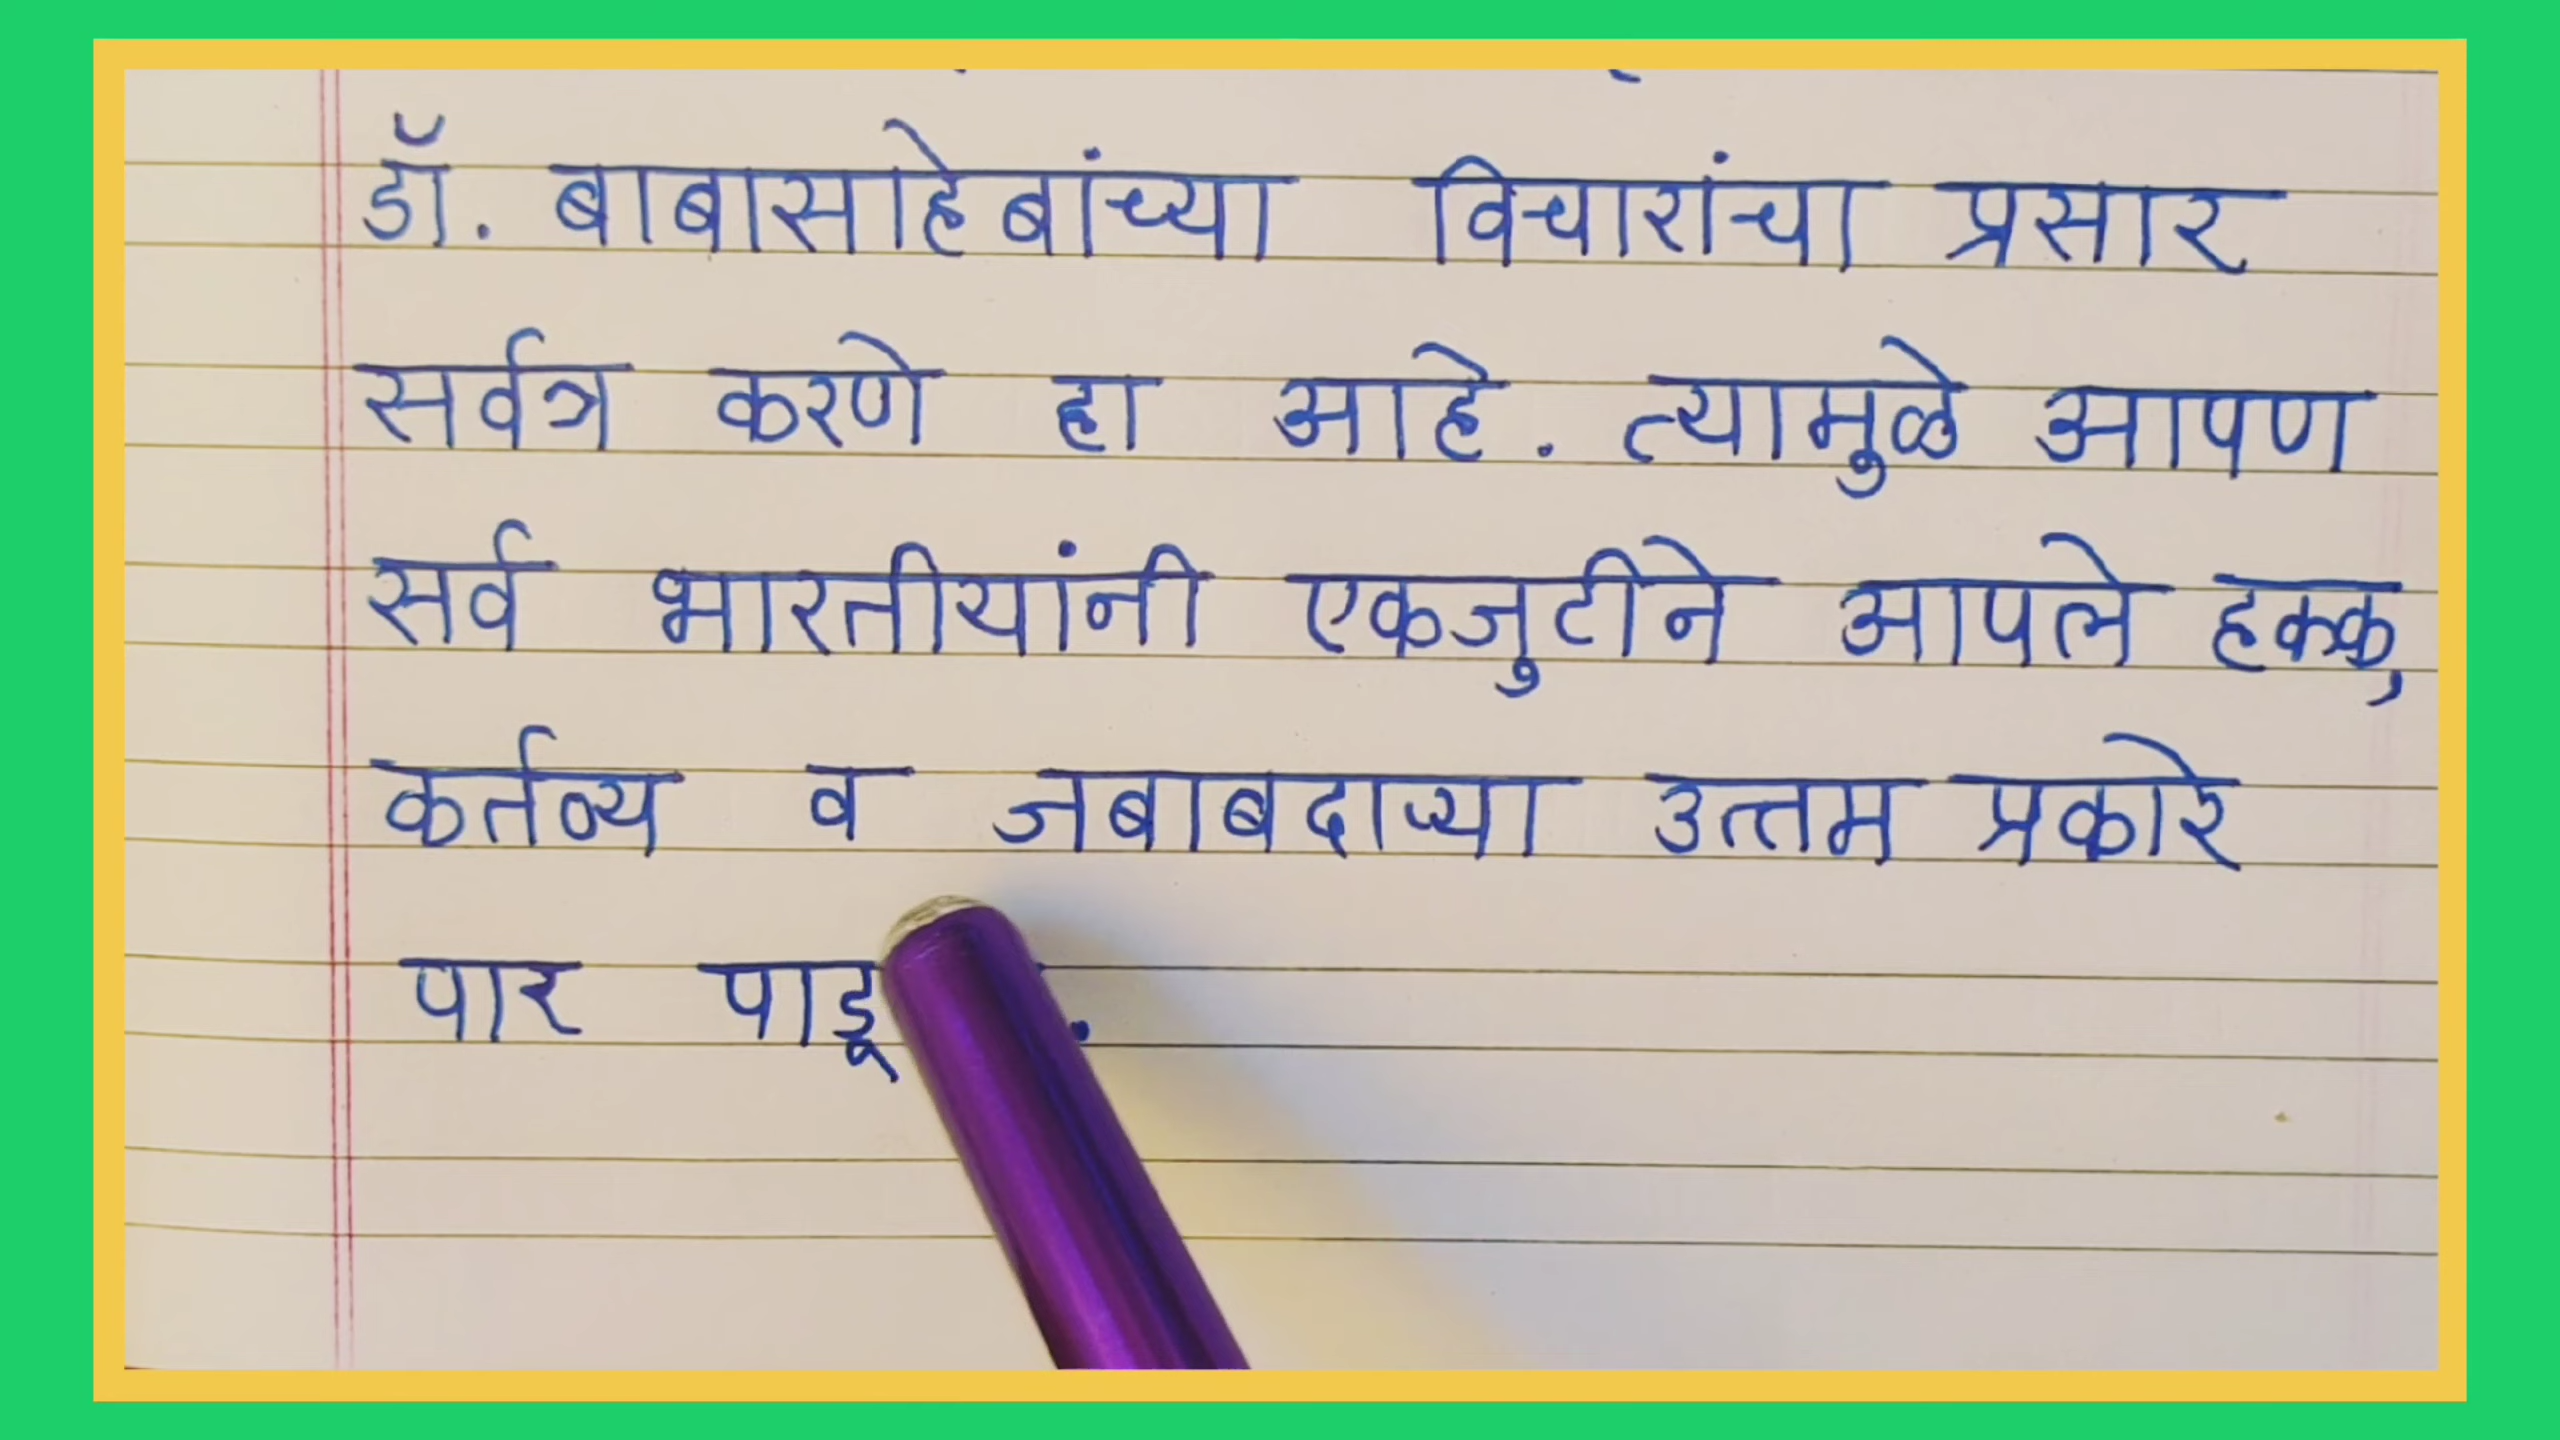 डॉ. बाबासाहेबांच्या विचारांचा प्रसार
सर्वत्र करणे हा आहे. त्यामुळे आपण
सर्व भारतीयांनी एकजुटीने आपले हक्क,
कर्तव्य व जबाबदाऱ्या उत्तम प्रकारे
पार पाडू